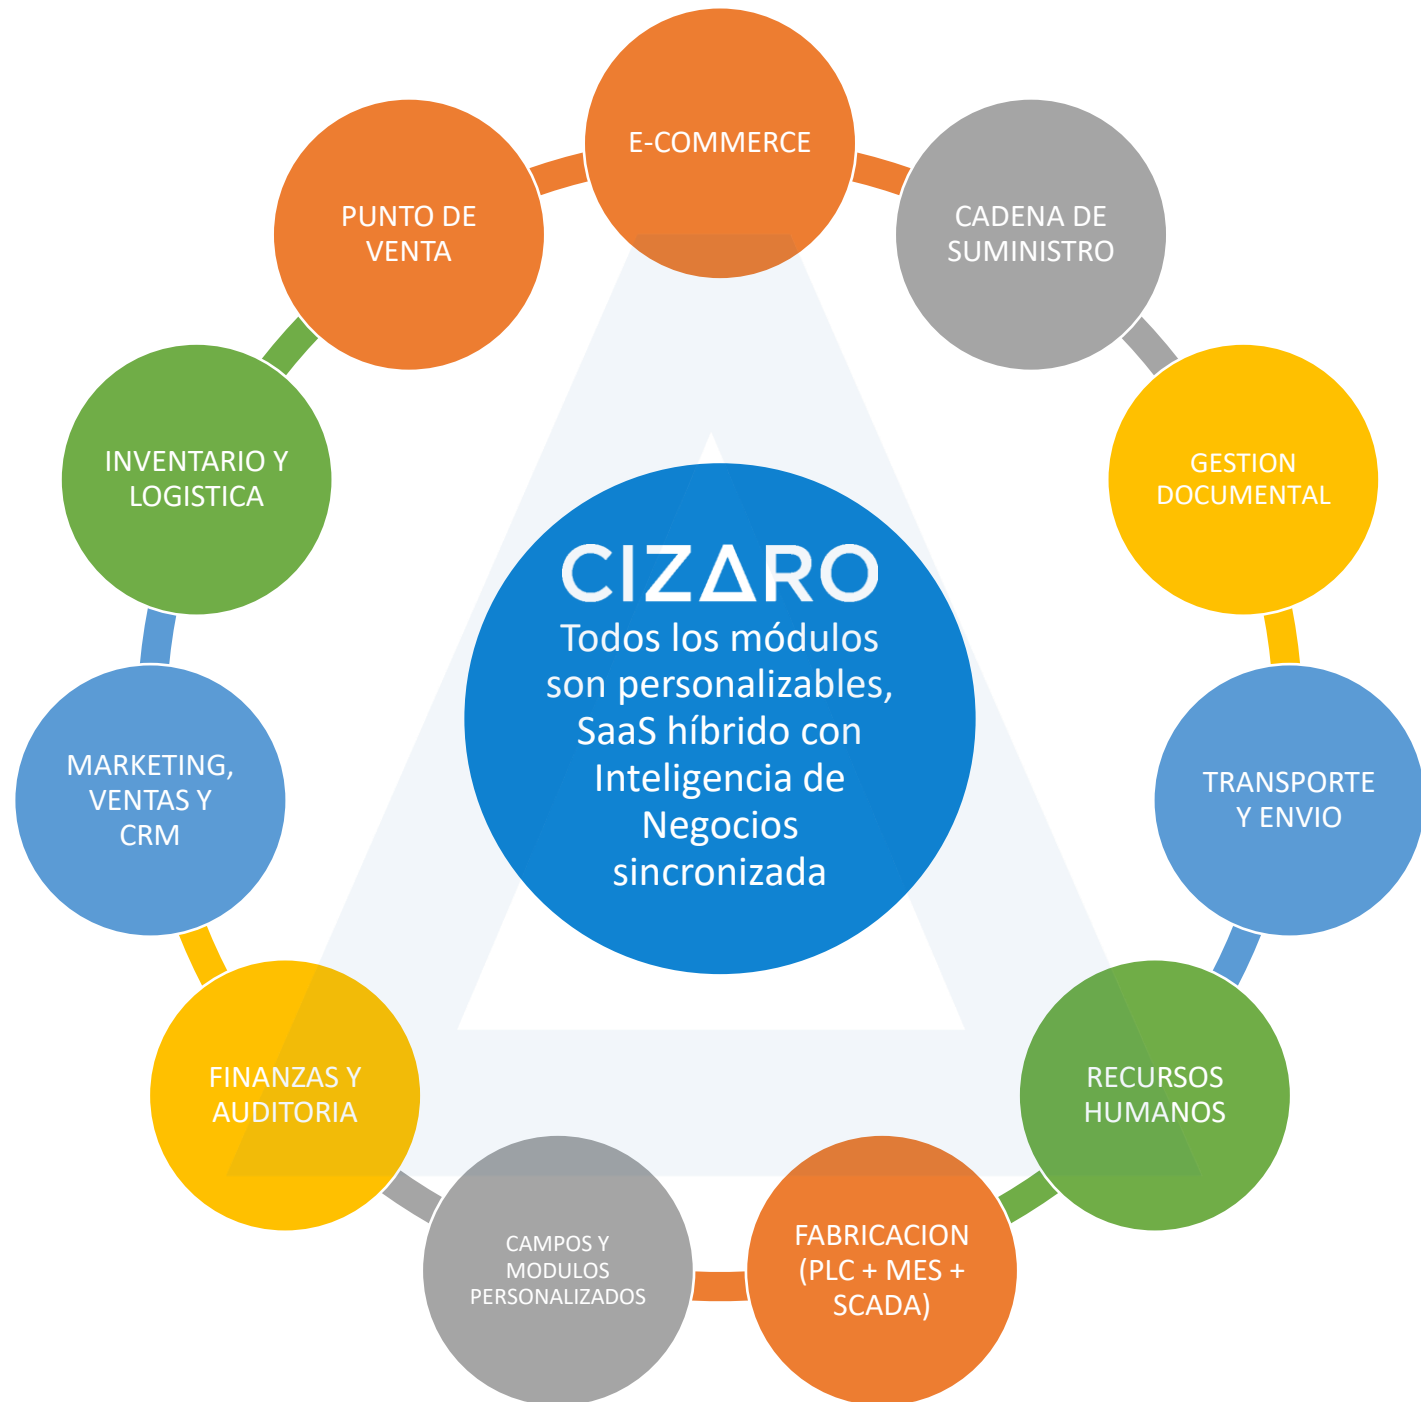 E-COMMERCE
CADENA DE
SUMINISTRO
GESTION
DOCUMENTAL
TRANSPORTE
Y ENVIO
RECURSOS
HUMANOS
FABRICACION
(PLC + MES +
SCADA)
CAMPOS Y
MODULOS
PERSONALIZADOS
FINANZAS Y
AUDITORIA
MARKETING,
VENTAS Y
CRM
INVENTARIO Y
LOGISTICA
PUNTO DE
VENTA
CIZARO
Todos los módulos
son personalizables,
SaaS híbrido con
Inteligencia de
Negocios
sincronizada